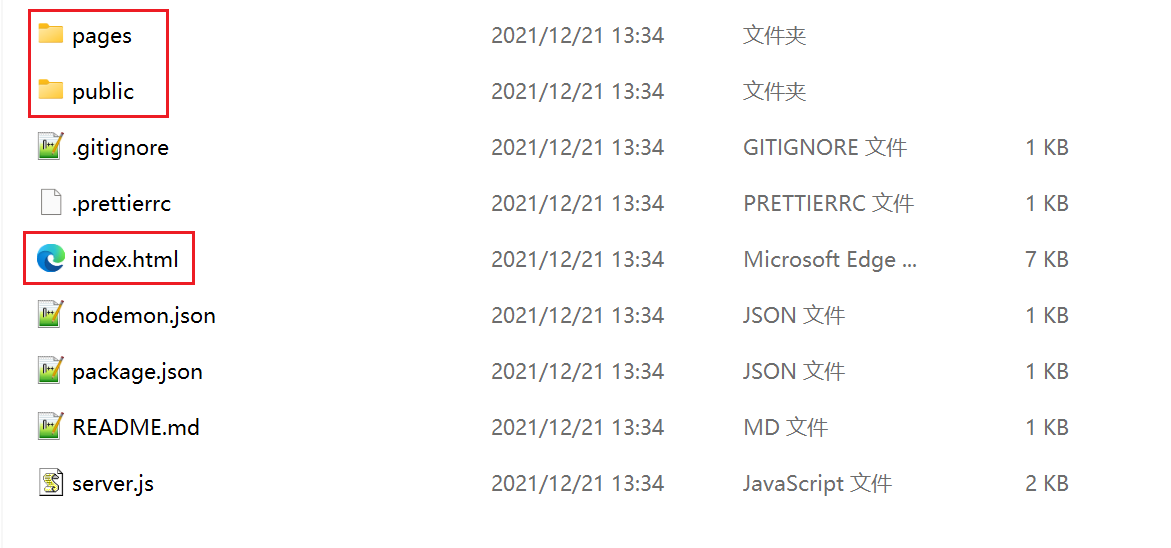 pages 2021/12/21 13:34 文件夹
public 2021/12/21 13:34 文件夹
.gitignore 2021/12/21 13:34 GITIGNORE 文件 1 KB
.prettierrc 2021/12/21 13:34 PRETTIERRC 文件 1 KB
index.html 2021/12/21 13:34 Microsoft Edge ... 7 KB
nodemon.json 2021/12/21 13:34 JSON 文件 1 KB
package.json 2021/12/21 13:34 JSON 文件 1 KB
README.md 2021/12/21 13:34 MD 文件 1 KB
server.js 2021/12/21 13:34 JavaScript 文件 2 KB